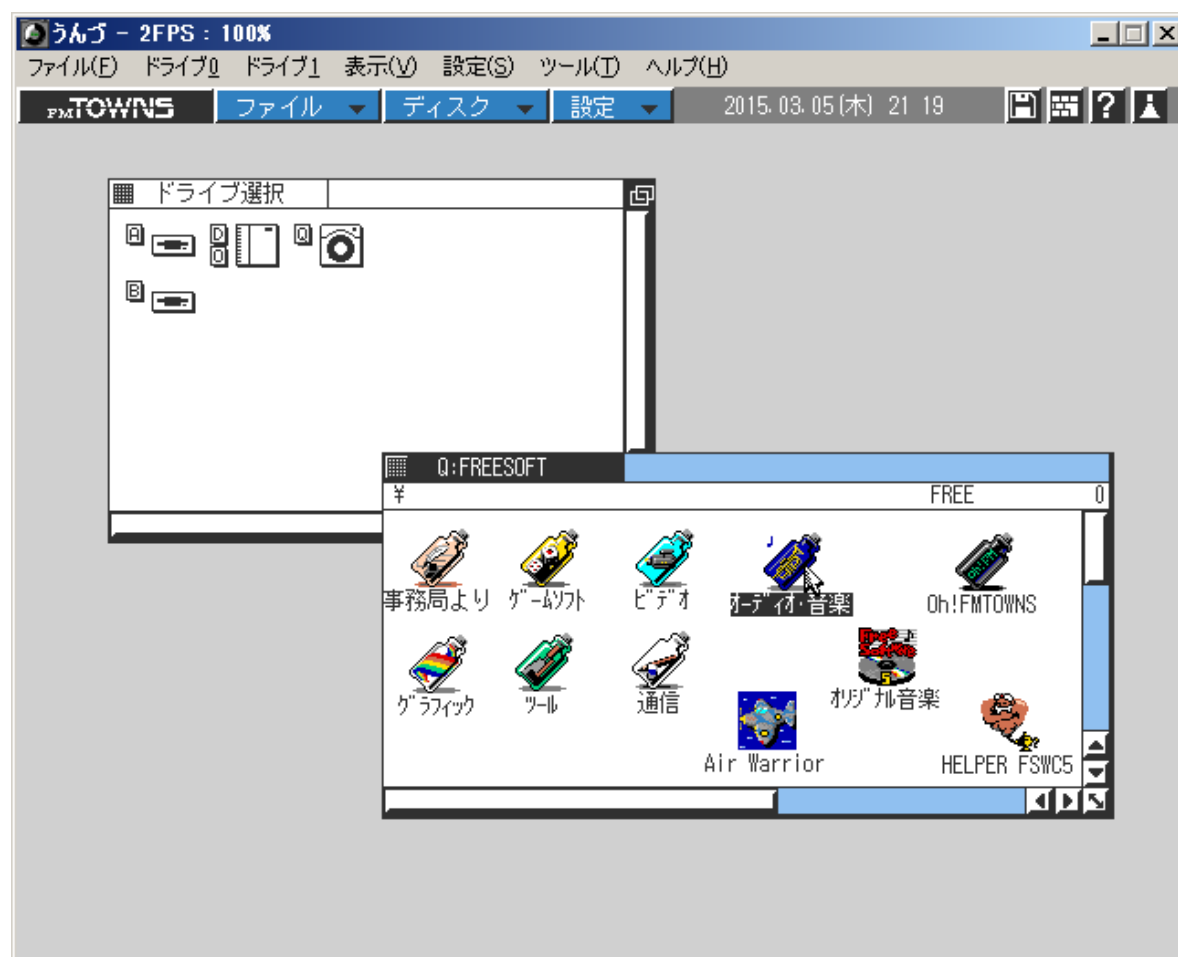 うんづ - 2FPS : 100%
ファイル(F) ドライブ0 ドライブ1 表示(V) 設定(S) ツール(T) ヘルプ(H)
FMTOWNS ファイル ディスク 設定 2015.03.05(木) 21 19 ?
ドライブ選択
A D O Q
B
Q:FREESOFT
¥ FREE 0
事務局より ゲームソフト ビデオ オーディオ・音楽 Oh!FMTOWNS
グラフィック ツール 通信 オリジナル音楽
Air Warrior HELPER FSWC5